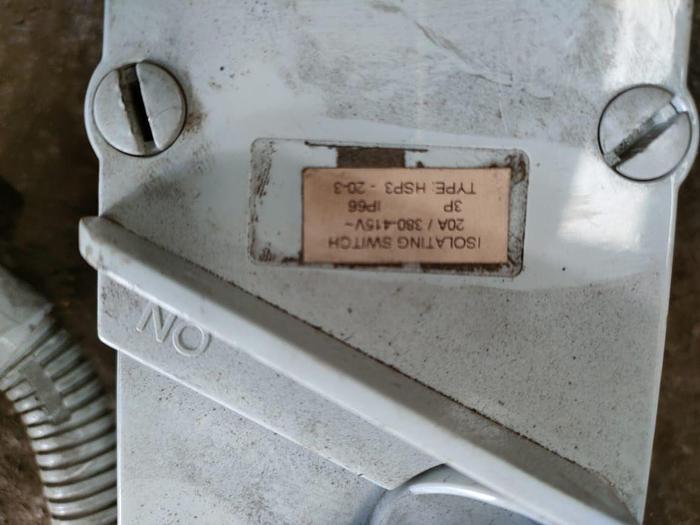 ISOLATING SWITCH
20A / 380-415V~
3P IP66
TYPE: HSP3 - 20-3
ON